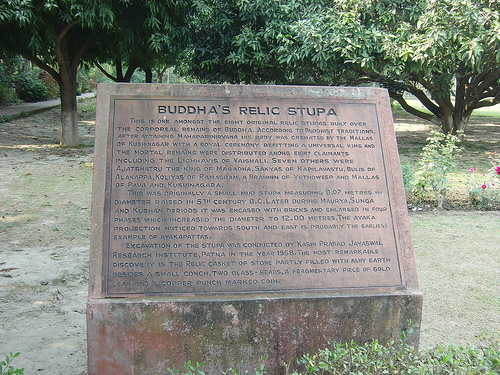 BUDDHA'S RELIC STUPA
THIS IS ONE AMONGST THE EIGHT ORIGINAL RELIC STUPAS BUILT OVER
THE CORPOREAL REMAINS OF BUDDHA. ACCORDING TO BUDDHIST TRADITIONS
AFTER ATTAINING MAHAPARINIRVANA HIS BODY WAS CREMATED BY THE MALLAS
OF KUSHINAGAR WITH A ROYAL CEREMONY BEFITTING A UNIVERSAL KING AND
THE MORTAL REMAINS WERE DISTRIBUTED AMONG EIGHT CLAIMANTS
INCLUDING THE LICHHAVIS OF VAISHALI. SEVEN OTHERS WERE
AJATSHATRU THE KING OF MAGADHA, SAKYAS OF KAPILAVASTU, BULIS OF
ALAKAPPA, KOLIYAS OF RAMAGRAM, A BRAHMIN OF VETHDWEEP AND MALLAS
OF PAVA AND KUSHINAGARA.
THIS WAS ORIGINALLY A SMALL MUD STUPA MEASURING 8.07 METRES IN
DIAMETER RAISED IN 5TH CENTURY B.C. LATER DURING MAURYA SUNGA
AND KUSHAN PERIODS IT WAS ENCASED WITH BRICKS AND ENLARGED IN FOUR
PHASES WHICH INCREASED THE DIAMETER TO 12.00 METRES. THE AYAKA
PROJECTION NOTICED TOWARDS SOUTH AND EAST IS PROBABLY THE EARLIEST
EXAMPLE OF AYAKAPATTAS.
EXCAVATION OF THE STUPA WAS CONDUCTED BY KASHI PRASAD JAYASWAL
RESEARCH INSTITUTE, PATNA IN THE YEAR 1958. THE MOST REMARKABLE
DISCOVERY IS THE RELIC CASKET OF STONE PARTLY FILLED WITH ASHY EARTH
BESIDES A SMALL CONCH, TWO GLASS-BEADS, A FRAGMENTARY PIECE OF GOLD
LEAF AND A COPPER PUNCH MARKED COIN.